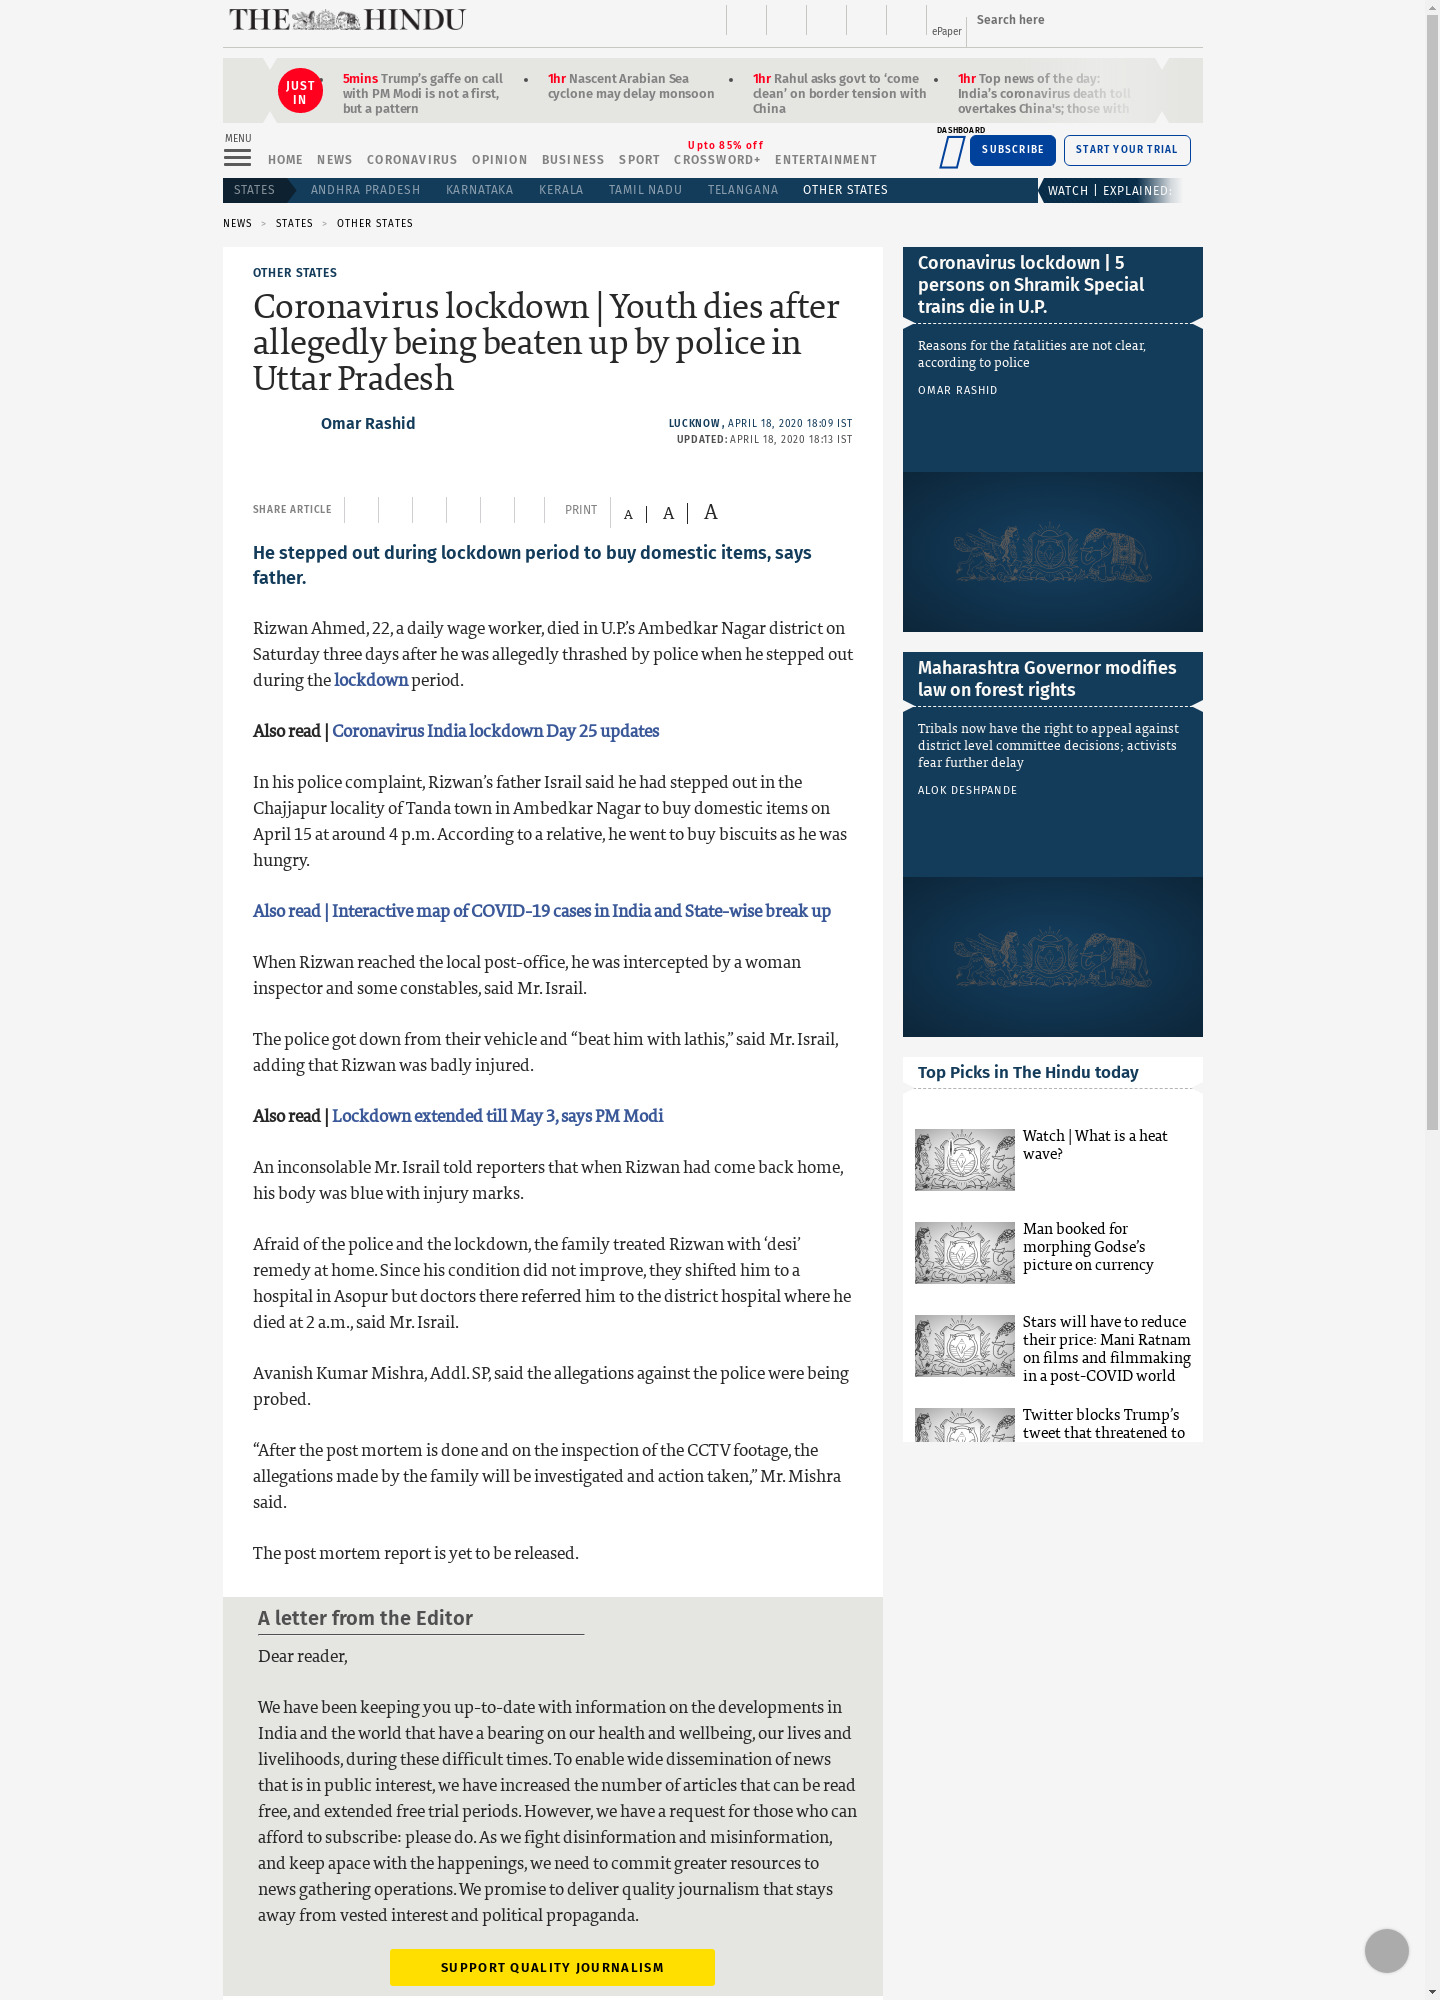 THE HINDU
ePaper
Search here
JUST IN
5mins Trump’s gaffe on call with PM Modi is not a first, but a pattern
1hr Nascent Arabian Sea cyclone may delay monsoon
1hr Rahul asks govt to ‘come clean’ on border tension with China
1hr Top news of the day: India’s coronavirus death toll overtakes China's; those with
MENU
HOME NEWS CORONAVIRUS OPINION BUSINESS SPORT CROSSWORD+ ENTERTAINMENT
Upto 85% off
DASHBOARD
SUBSCRIBE
START YOUR TRIAL
STATES ANDHRA PRADESH KARNATAKA KERALA TAMIL NADU TELANGANA OTHER STATES
WATCH | EXPLAINED:
NEWS > STATES > OTHER STATES
OTHER STATES
Coronavirus lockdown | Youth dies after
allegedly being beaten up by police in
Uttar Pradesh
Omar Rashid
LUCKNOW, APRIL 18, 2020 18:09 IST
UPDATED: APRIL 18, 2020 18:13 IST
SHARE ARTICLE
PRINT
A | A | A
He stepped out during lockdown period to buy domestic items, says
father.
Rizwan Ahmed, 22, a daily wage worker, died in U.P.’s Ambedkar Nagar district on
Saturday three days after he was allegedly thrashed by police when he stepped out
during the lockdown period.
Also read | Coronavirus India lockdown Day 25 updates
In his police complaint, Rizwan’s father Israil said he had stepped out in the
Chajjapur locality of Tanda town in Ambedkar Nagar to buy domestic items on
April 15 at around 4 p.m. According to a relative, he went to buy biscuits as he was
hungry.
Also read | Interactive map of COVID-19 cases in India and State-wise break up
When Rizwan reached the local post-office, he was intercepted by a woman
inspector and some constables, said Mr. Israil.
The police got down from their vehicle and “beat him with lathis,” said Mr. Israil,
adding that Rizwan was badly injured.
Also read | Lockdown extended till May 3, says PM Modi
An inconsolable Mr. Israil told reporters that when Rizwan had come back home,
his body was blue with injury marks.
Afraid of the police and the lockdown, the family treated Rizwan with ‘desi’
remedy at home. Since his condition did not improve, they shifted him to a
hospital in Asopur but doctors there referred him to the district hospital where he
died at 2 a.m., said Mr. Israil.
Avanish Kumar Mishra, Addl. SP, said the allegations against the police were being
probed.
“After the post mortem is done and on the inspection of the CCTV footage, the
allegations made by the family will be investigated and action taken,” Mr. Mishra
said.
The post mortem report is yet to be released.
A letter from the Editor
Dear reader,
We have been keeping you up-to-date with information on the developments in
India and the world that have a bearing on our health and wellbeing, our lives and
livelihoods, during these difficult times. To enable wide dissemination of news
that is in public interest, we have increased the number of articles that can be read
free, and extended free trial periods. However, we have a request for those who can
afford to subscribe: please do. As we fight disinformation and misinformation,
and keep apace with the happenings, we need to commit greater resources to
news gathering operations. We promise to deliver quality journalism that stays
away from vested interest and political propaganda.
SUPPORT QUALITY JOURNALISM
Coronavirus lockdown | 5
persons on Shramik Special
trains die in U.P.
Reasons for the fatalities are not clear,
according to police
OMAR RASHID
Maharashtra Governor modifies
law on forest rights
Tribals now have the right to appeal against
district level committee decisions; activists
fear further delay
ALOK DESHPANDE
Top Picks in The Hindu today
Watch | What is a heat
wave?
Man booked for
morphing Godse’s
picture on currency
Stars will have to reduce
their price: Mani Ratnam
on films and filmmaking
in a post-COVID world
Twitter blocks Trump’s
tweet that threatened to